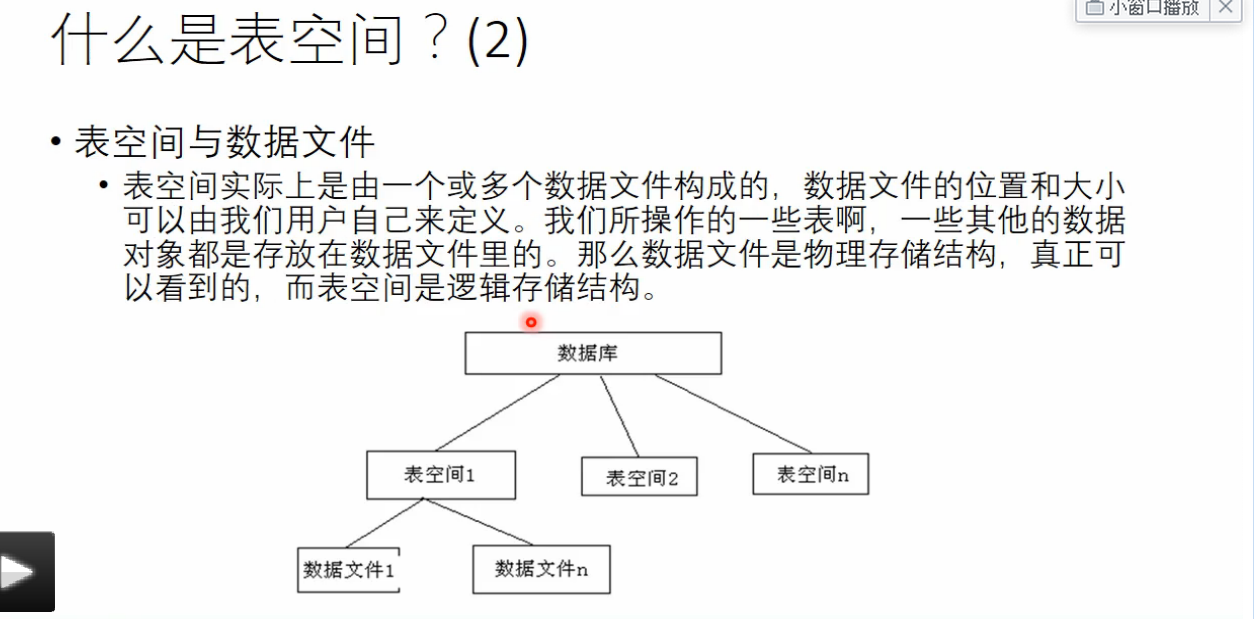 小窗口播放
什么是表空间？(2)
• 表空间与数据文件
• 表空间实际上是由一个或多个数据文件构成的，数据文件的位置和大小
可以由我们用户自己来定义。我们所操作的一些表啊，一些其他的数据
对象都是存放在数据文件里的。那么数据文件是物理存储结构，真正可
以看到的，而表空间是逻辑存储结构。
数据库
表空间1
表空间2
表空间n
数据文件1
数据文件n